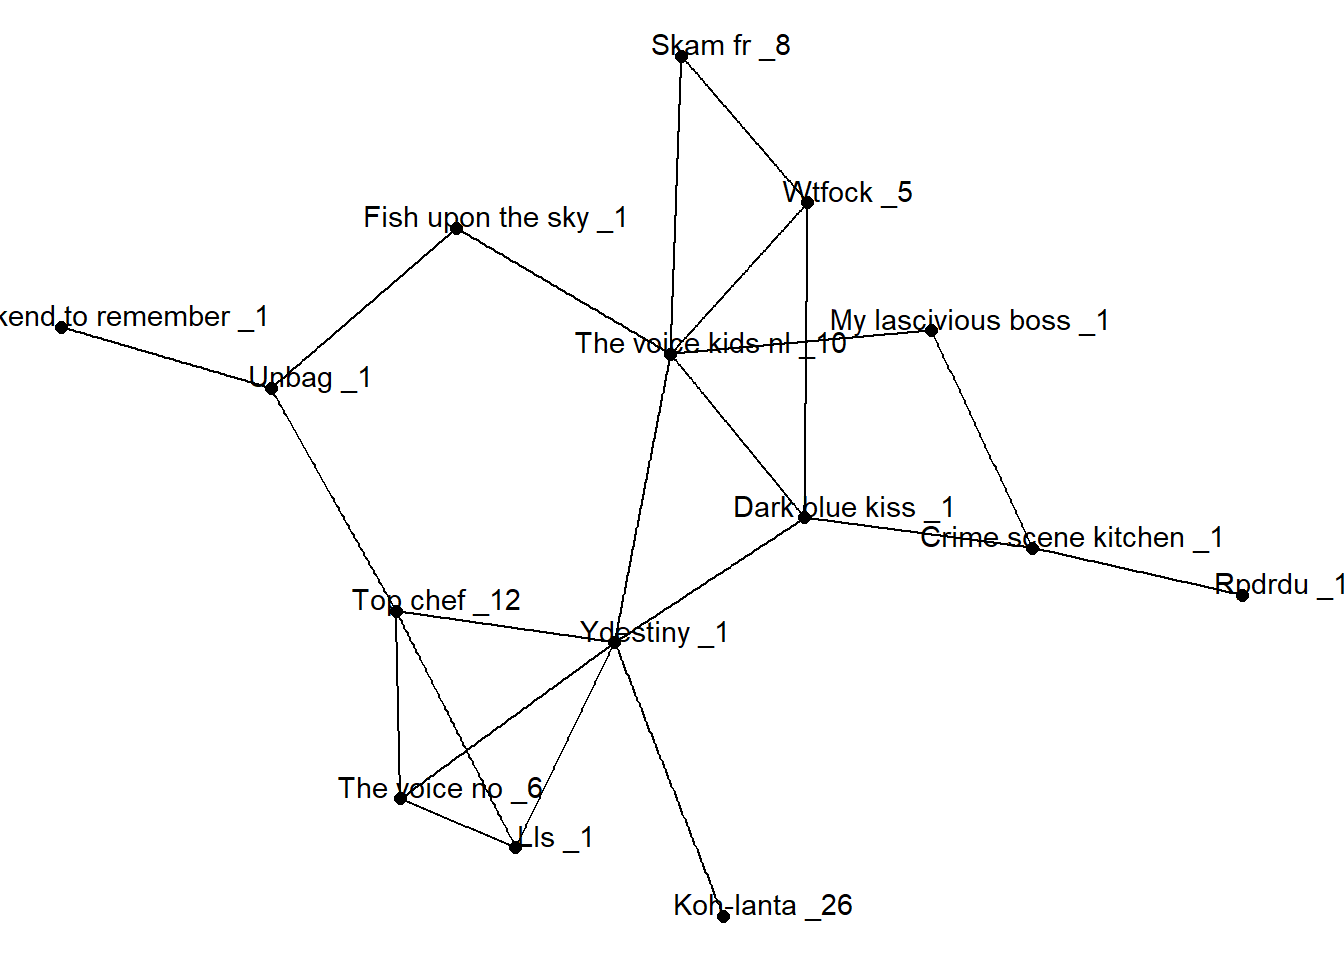 Skam fr _8
Wtfock _5
Fish upon the sky _1
to remember _1
My lascivious boss _1
The voice kids nl _10
Unbag _1
Dark blue kiss _1
Crime scene kitchen _1
Rpdrdu _1
Top chef _12
Ydestiny _1
The voice no _6
Lls _1
Koh-lanta _26